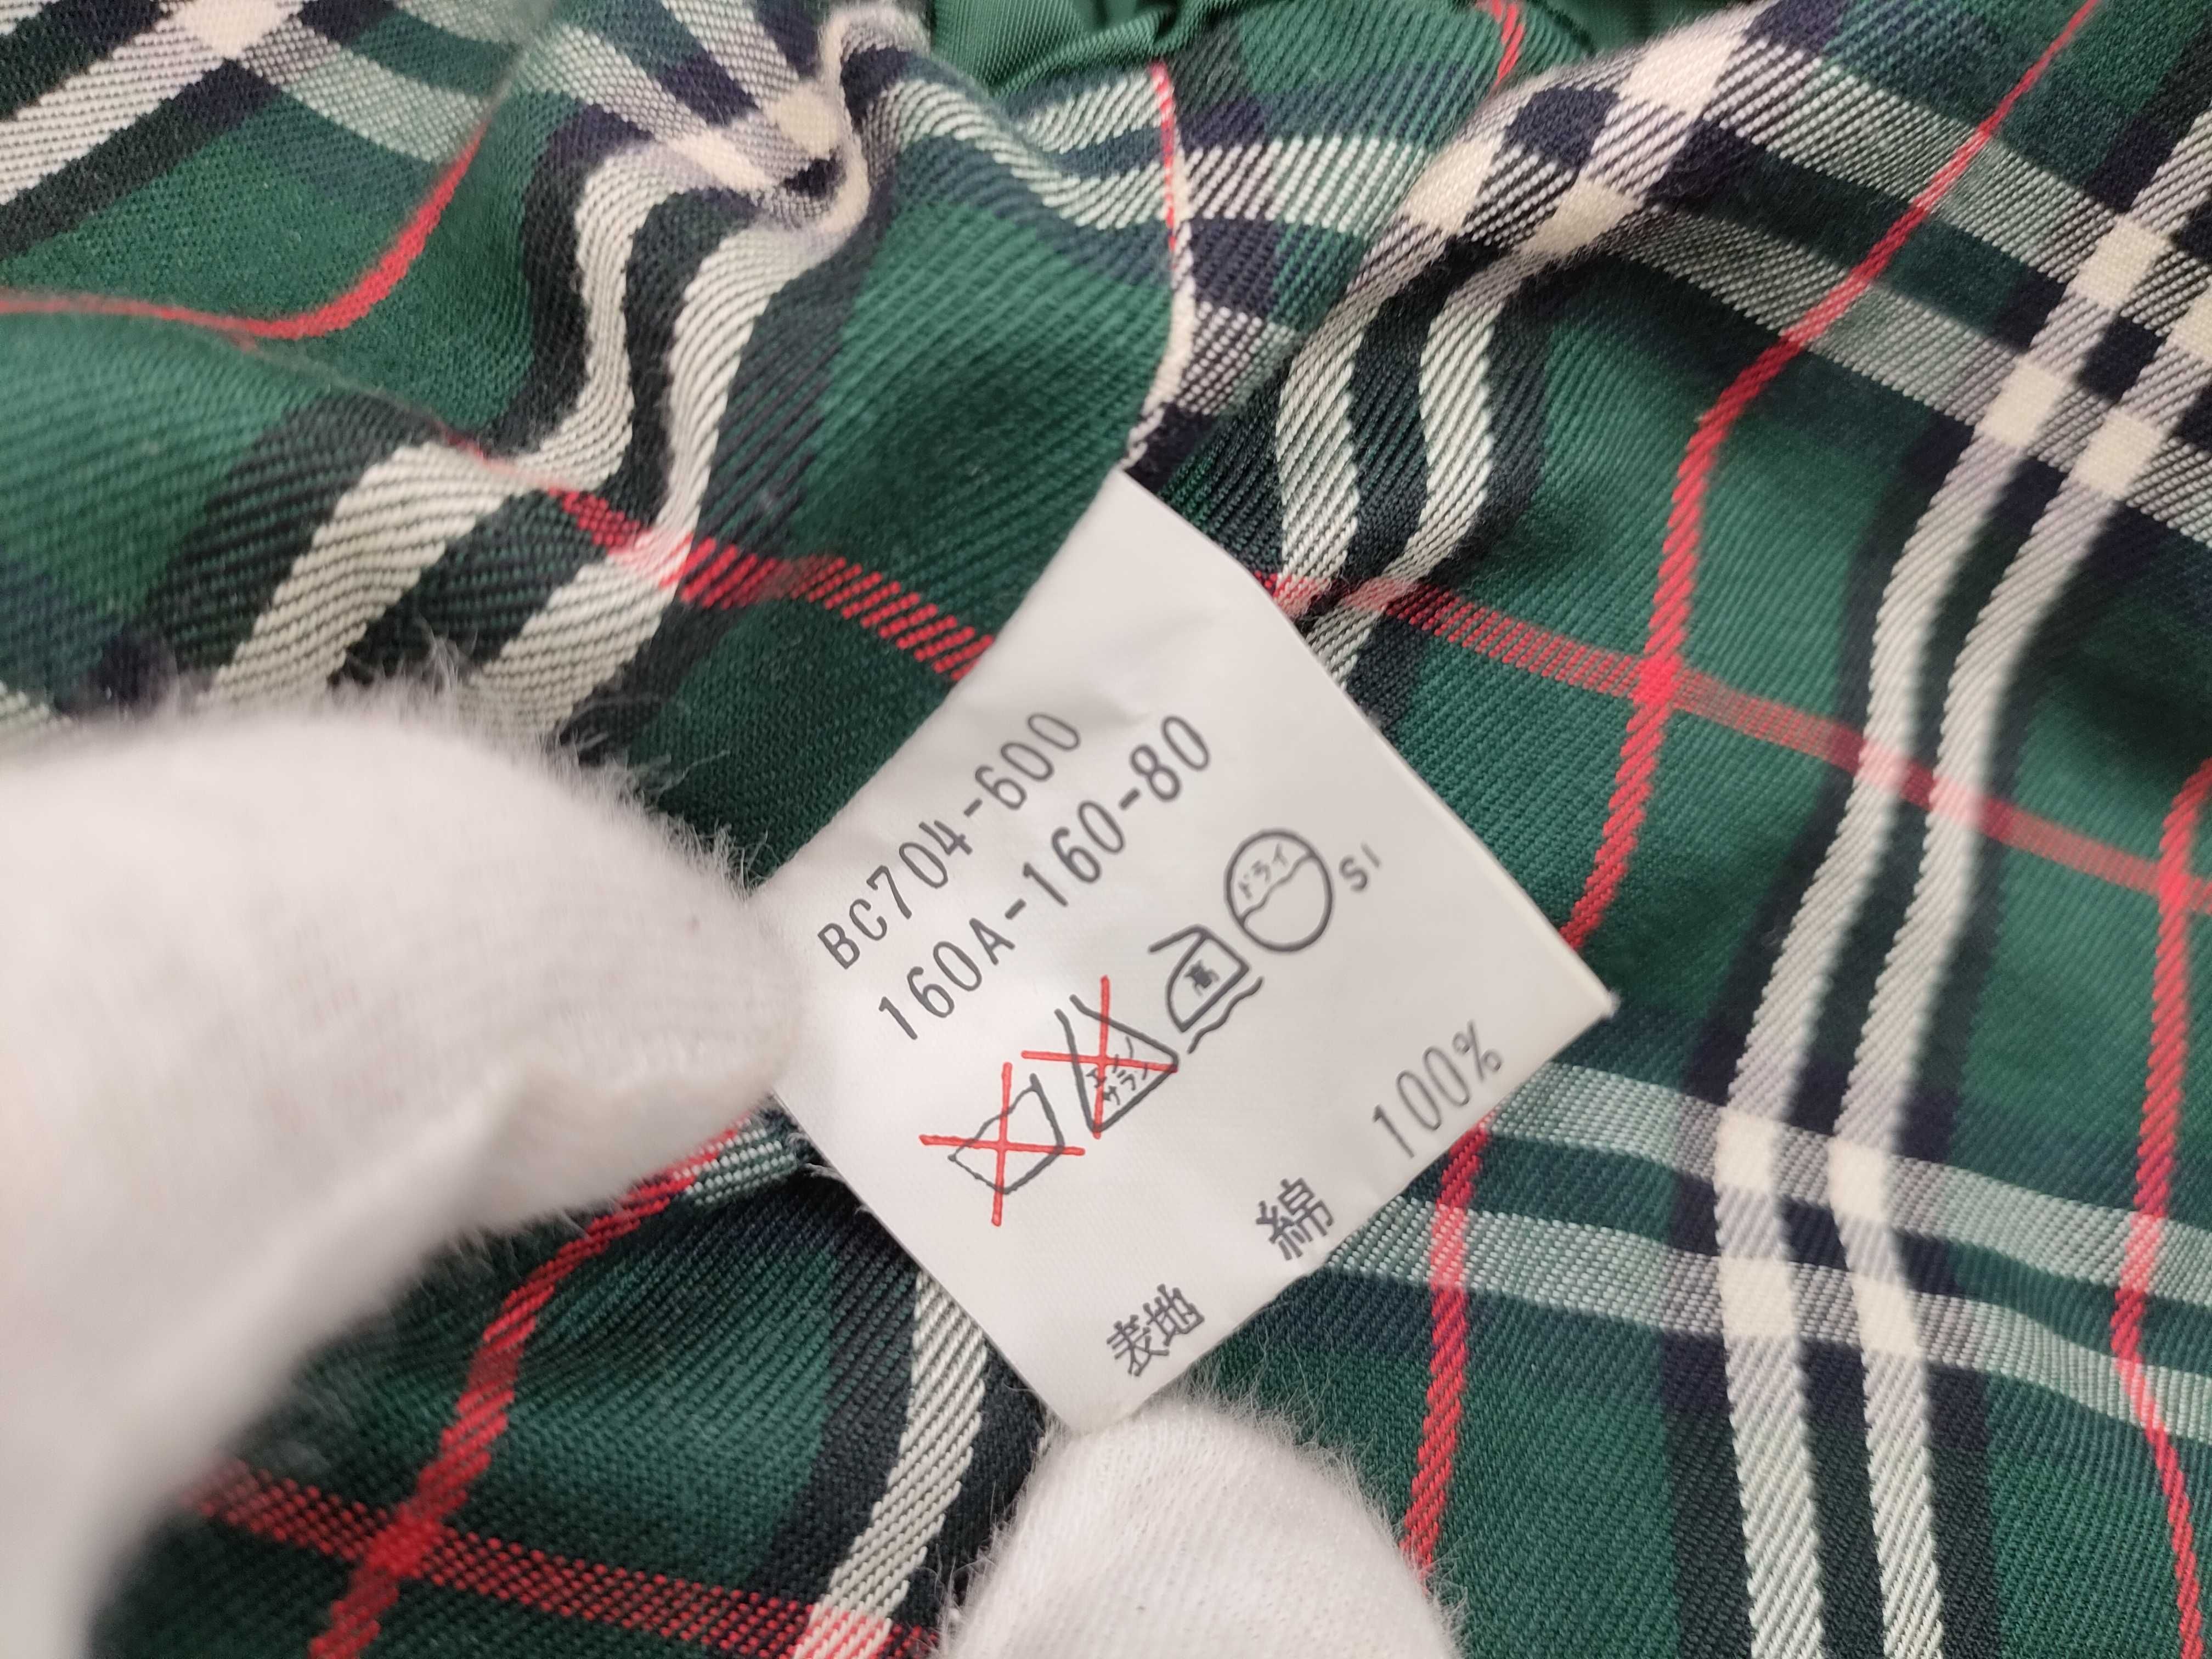 BC704-600
160A-160-80
エンソ サラシ 高 ドライ SI
綿 100%
表地